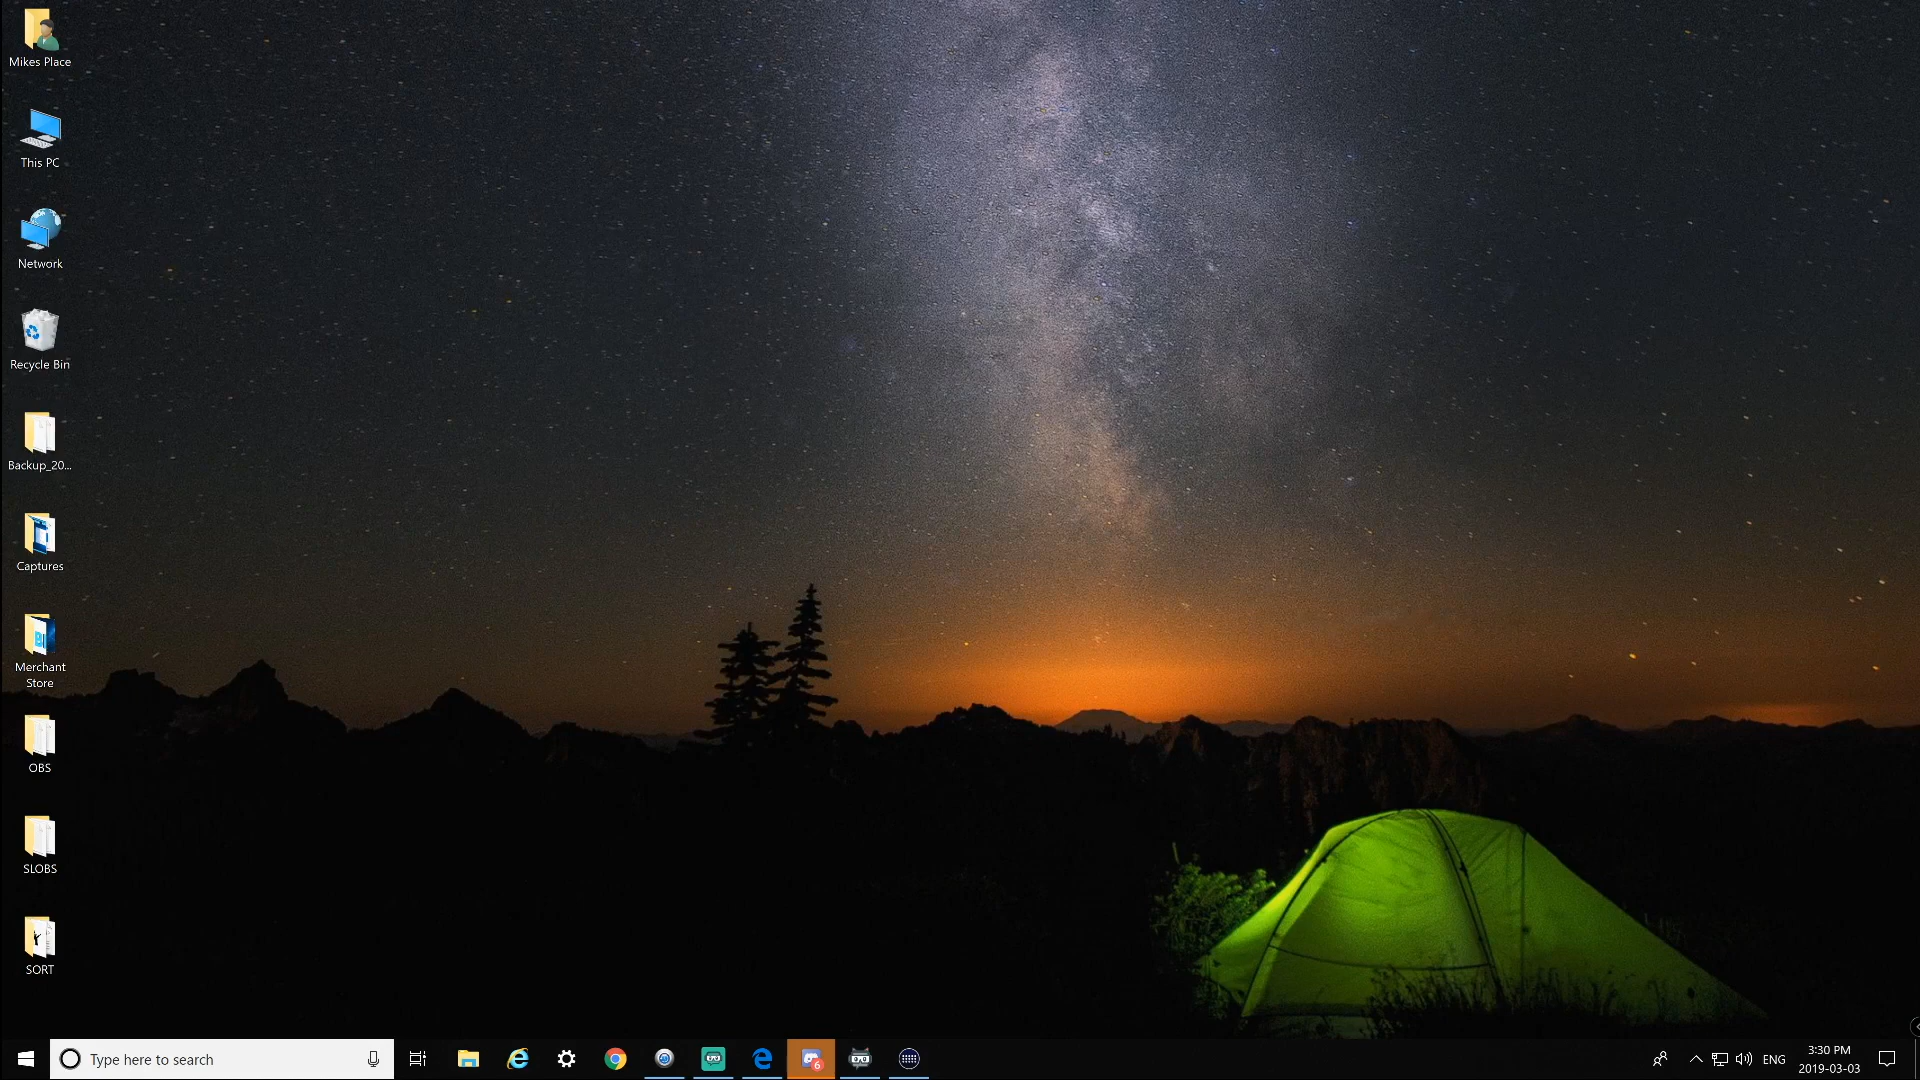 Mikes Place
This PC
Network
Recycle Bin
Backup_20...
Captures
Merchant
Store
OBS
SLOBS
SORT
Type here to search
6
ENG
3:30 PM
2019-03-03